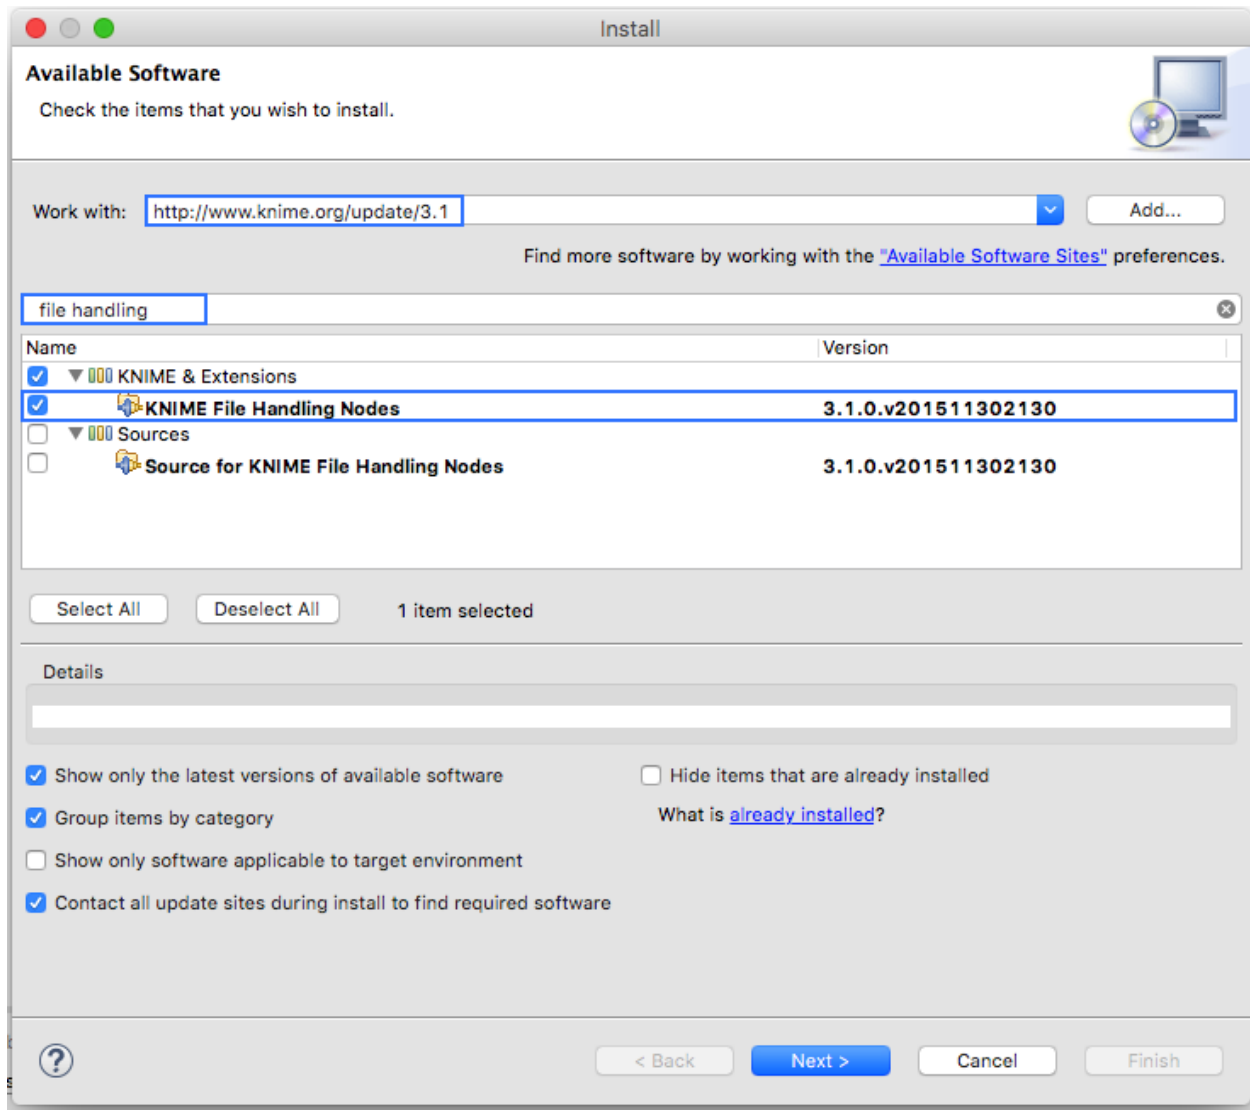 Install
Available Software
Check the items that you wish to install.
Work with: http://www.knime.org/update/3.1 Add...
Find more software by working with the "Available Software Sites" preferences.
file handling
Name Version
KNIME & Extensions
KNIME File Handling Nodes 3.1.0.v201511302130
Sources
Source for KNIME File Handling Nodes 3.1.0.v201511302130
Select All Deselect All 1 item selected
Details
Show only the latest versions of available software Hide items that are already installed
Group items by category What is already installed?
Show only software applicable to target environment
Contact all update sites during install to find required software
? < Back Next > Cancel Finish